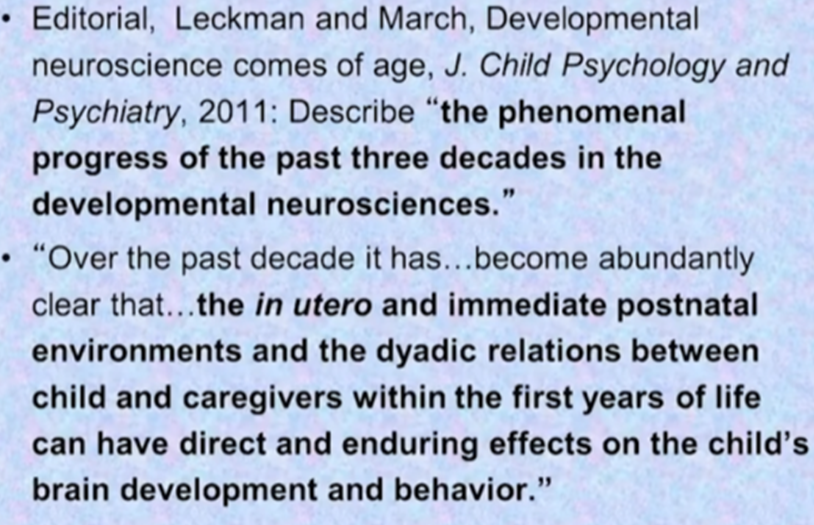 • Editorial, Leckman and March, Developmental
neuroscience comes of age, J. Child Psychology and
Psychiatry, 2011: Describe “the phenomenal
progress of the past three decades in the
developmental neurosciences.”
• “Over the past decade it has…become abundantly
clear that…the in utero and immediate postnatal
environments and the dyadic relations between
child and caregivers within the first years of life
can have direct and enduring effects on the child’s
brain development and behavior.”